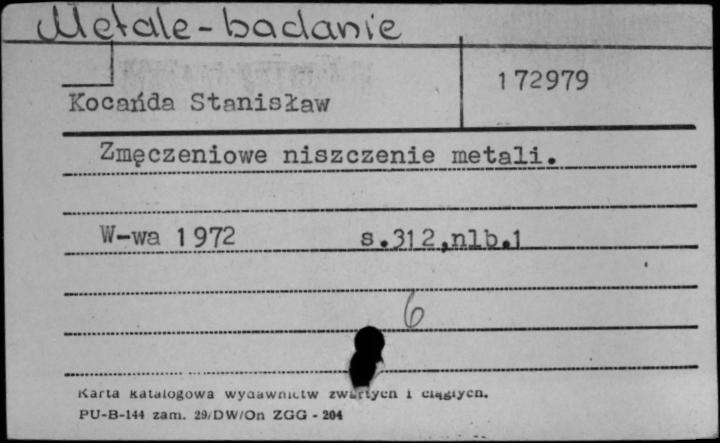 Metale-badanie
172979
Kocańda Stanisław
Zmęczeniowe niszczenie metali.
W-wa 1972 s.312,nlb.1
6
Karta katalogowa wydawnictw zwartych i ciągłych.
PU-B-144 zam. 29/DW/On ZGG - 204